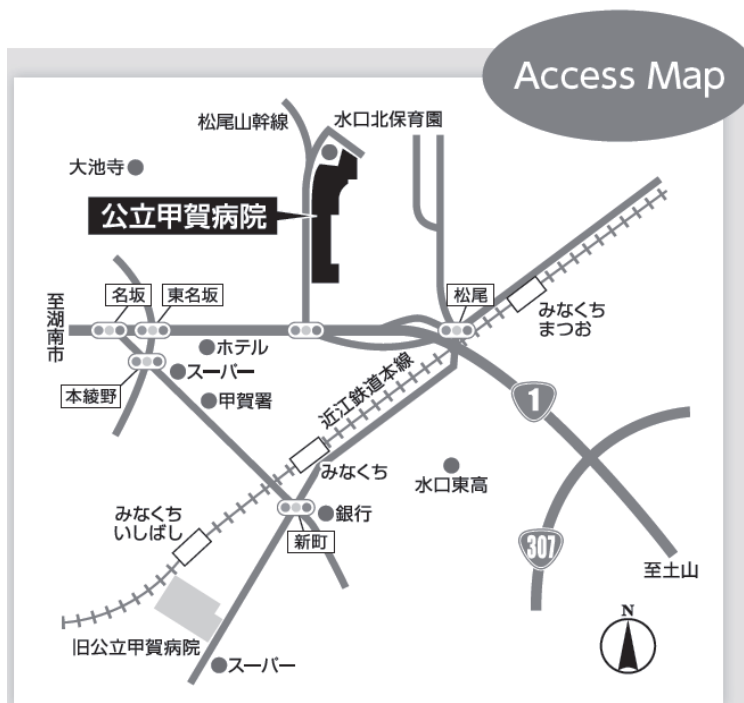 Access Map
松尾山幹線
水口北保育園
大池寺
公立甲賀病院
至湖南市
名坂
東名坂
松尾
みなくち
まつお
ホテル
スーパー
本綾野
甲賀署
近江鉄道本線
1
みなくち
水口東高
みなくち
いしばし
銀行
新町
307
至土山
旧公立甲賀病院
スーパー
N